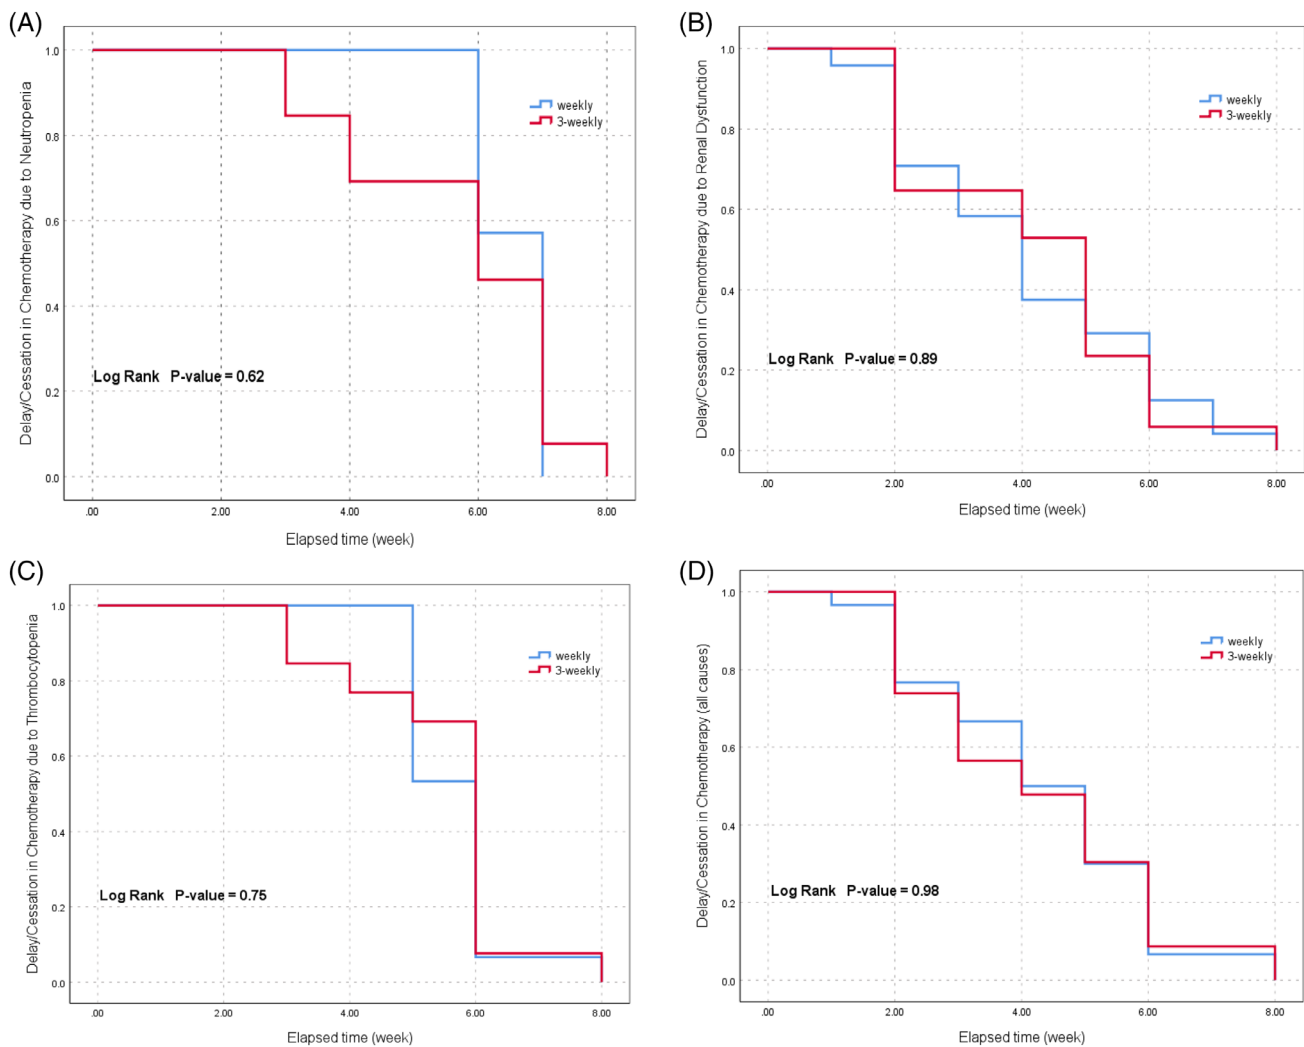 (A)
Delay/Cessation in Chemotherapy due to Neutropenia
1.0
0.8
0.6
0.4
0.2
0.0
weekly
3-weekly
Log Rank P-value = 0.62
.00 2.00 4.00 6.00 8.00
Elapsed time (week)
(B)
Delay/Cessation in Chemotherapy due to Renal Dysfunction
1.0
0.8
0.6
0.4
0.2
0.0
weekly
3-weekly
Log Rank P-value = 0.89
.00 2.00 4.00 6.00 8.00
Elapsed time (week)
(C)
Delay/Cessation in Chemotherapy due to Thrombocytopenia
1.0
0.8
0.6
0.4
0.2
0.0
weekly
3-weekly
Log Rank P-value = 0.75
.00 2.00 4.00 6.00 8.00
Elapsed time (week)
(D)
Delay/Cessation in Chemotherapy (all causes)
1.0
0.8
0.6
0.4
0.2
0.0
weekly
3-weekly
Log Rank P-value = 0.98
.00 2.00 4.00 6.00 8.00
Elapsed time (week)